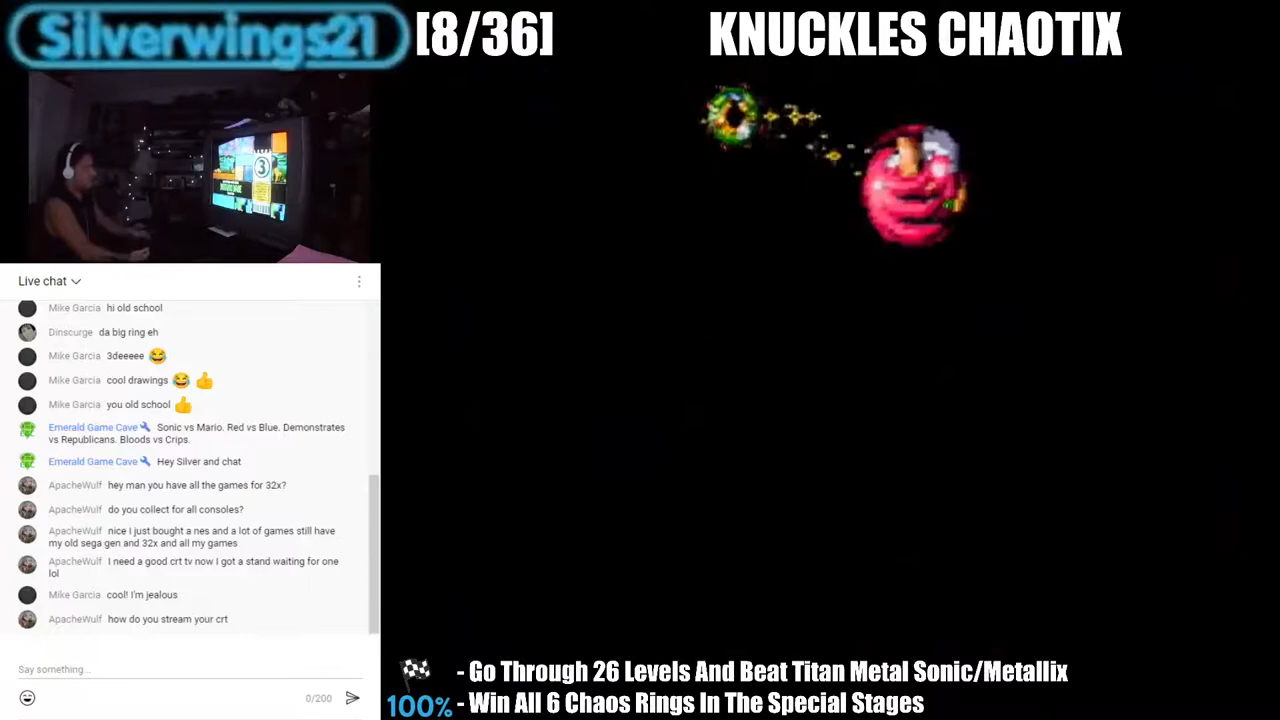 Silverwings21
[8/36]
KNUCKLES CHAOTIX
3
Live chat
Mike Garcia hi old school
Dinscurge da big ring eh
Mike Garcia 3deeeee 😂
Mike Garcia cool drawings 😂 👍
Mike Garcia you old school 👍
Emerald Game Cave Sonic vs Mario. Red vs Blue. Demonstrates
vs Republicans. Bloods vs Crips.
Emerald Game Cave Hey Silver and chat
ApacheWulf hey man you have all the games for 32x?
ApacheWulf do you collect for all consoles?
ApacheWulf nice I just bought a nes and a lot of games still have
my old sega gen and 32x and all my games
ApacheWulf I need a good crt tv now I got a stand waiting for one
lol
Mike Garcia cool! I'm jealous
ApacheWulf how do you stream your crt
Say something...
0/200
- Go Through 26 Levels And Beat Titan Metal Sonic/Metallix
100% - Win All 6 Chaos Rings In The Special Stages